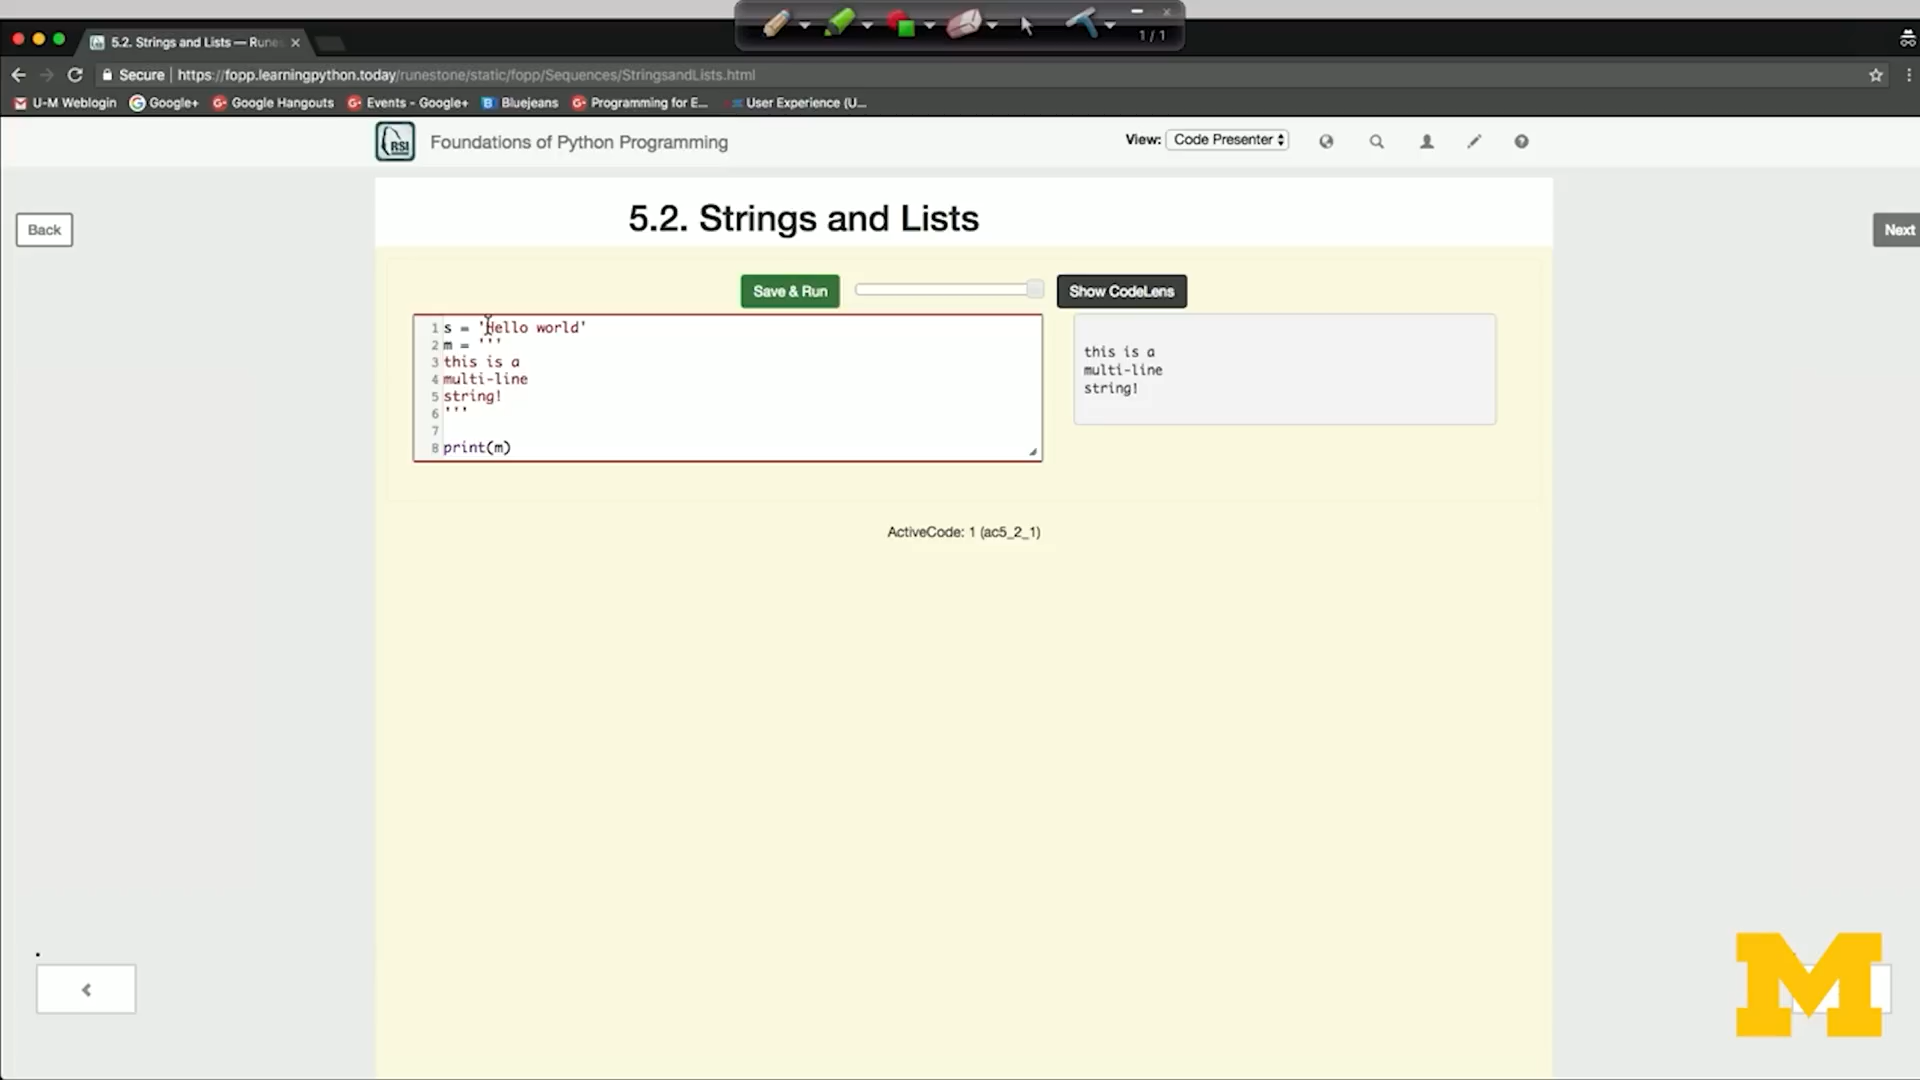 1 / 1
5.2. Strings and Lists — Rune
Secure | https://fopp.learningpython.today/runestone/static/fopp/Sequences/StringsandLists.html
U-M Weblogin Google+ Google Hangouts Events - Google+ Bluejeans Programming for E... User Experience (U...
RSI Foundations of Python Programming View: Code Presenter
5.2. Strings and Lists
Back
Next
Save & Run Show CodeLens
1 s = 'Hello world'
2 m = '''
3 this is a
4 multi-line
5 string!
6 '''
7
8 print(m)
this is a
multi-line
string!
ActiveCode: 1 (ac5_2_1)
M